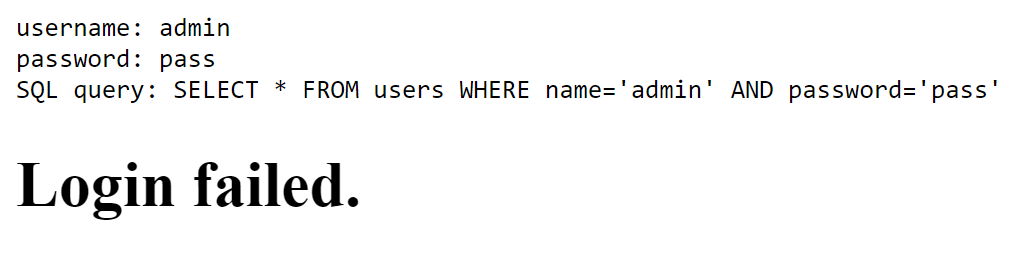 username: admin
password: pass
SQL query: SELECT * FROM users WHERE name='admin' AND password='pass'
Login failed.